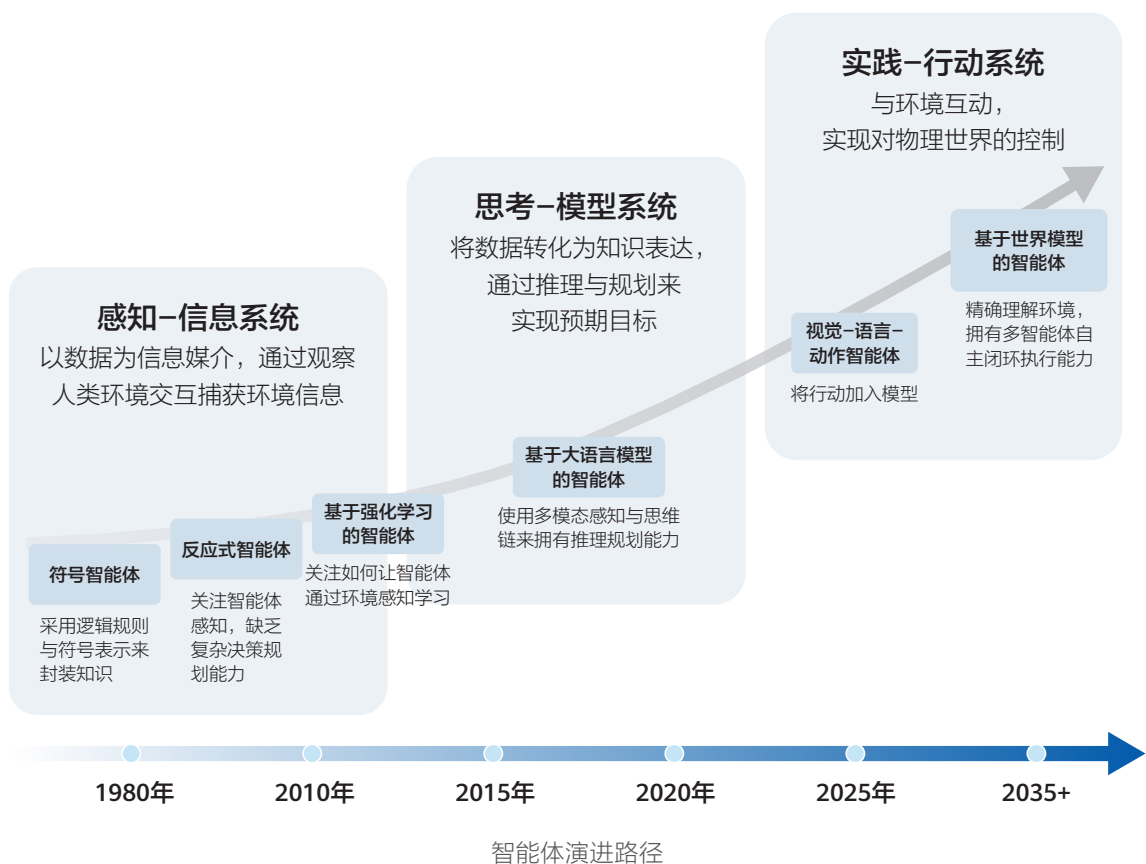 实践-行动系统
与环境互动，
实现对物理世界的控制
思考-模型系统
将数据转化为知识表达，
通过推理与规划来
实现预期目标
感知-信息系统
以数据为信息媒介，通过观察
人类环境交互捕获环境信息
符号智能体
采用逻辑规则
与符号表示来
封装知识
反应式智能体
关注智能体
感知，缺乏
复杂决策规
划能力
基于强化学习
的智能体
关注如何让智能体
通过环境感知学习
基于大语言模型
的智能体
使用多模态感知与思维
链来拥有推理规划能力
视觉-语言-
动作智能体
将行动加入模型
基于世界模型
的智能体
精确理解环境，
拥有多智能体自
主闭环执行能力
1980年
2010年
2015年
2020年
2025年
2035+
智能体演进路径